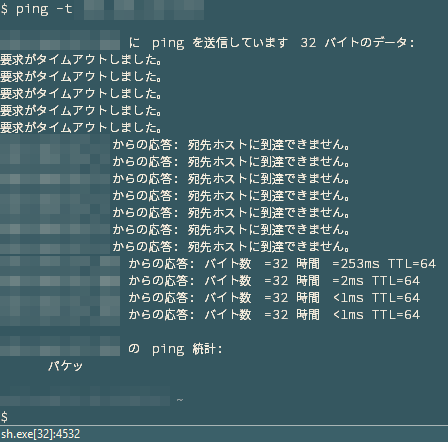 $ ping -t
に ping を送信しています 32 バイトのデータ:
要求がタイムアウトしました。
要求がタイムアウトしました。
要求がタイムアウトしました。
要求がタイムアウトしました。
要求がタイムアウトしました。
からの応答: 宛先ホストに到達できません。
からの応答: 宛先ホストに到達できません。
からの応答: 宛先ホストに到達できません。
からの応答: 宛先ホストに到達できません。
からの応答: 宛先ホストに到達できません。
からの応答: 宛先ホストに到達できません。
からの応答: 宛先ホストに到達できません。
からの応答: バイト数 =32 時間 =253ms TTL=64
からの応答: バイト数 =32 時間 =2ms TTL=64
からの応答: バイト数 =32 時間 <1ms TTL=64
からの応答: バイト数 =32 時間 <1ms TTL=64
の ping 統計:
パケッ
~
$
sh.exe[32]:4532